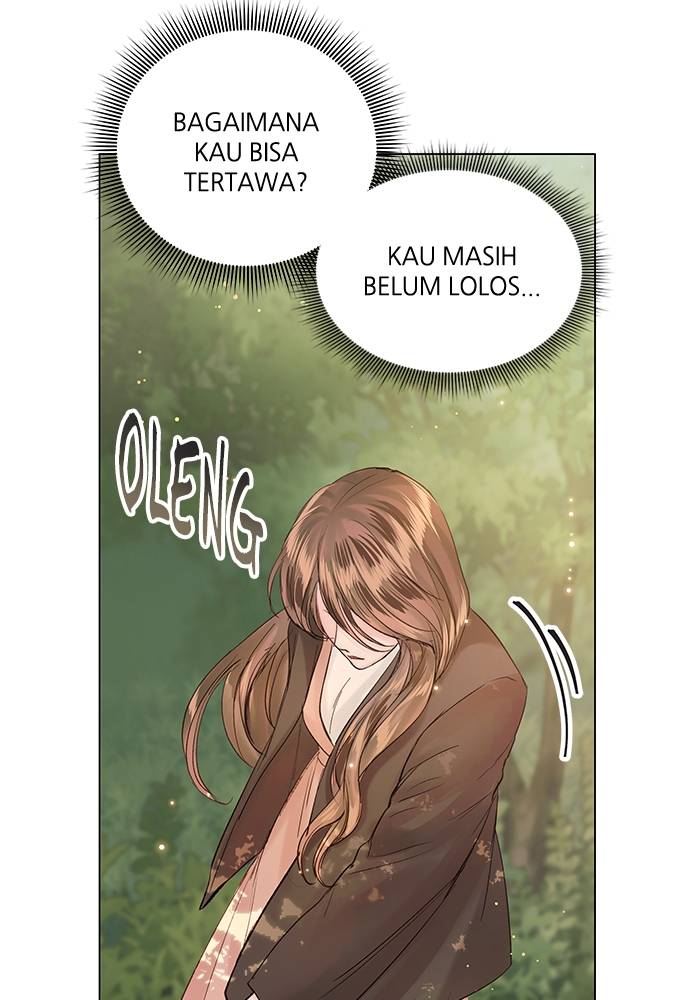 BAGAIMANA
KAU BISA
TERTAWA?
KAU MASIH
BELUM LOLOS...
OLENG